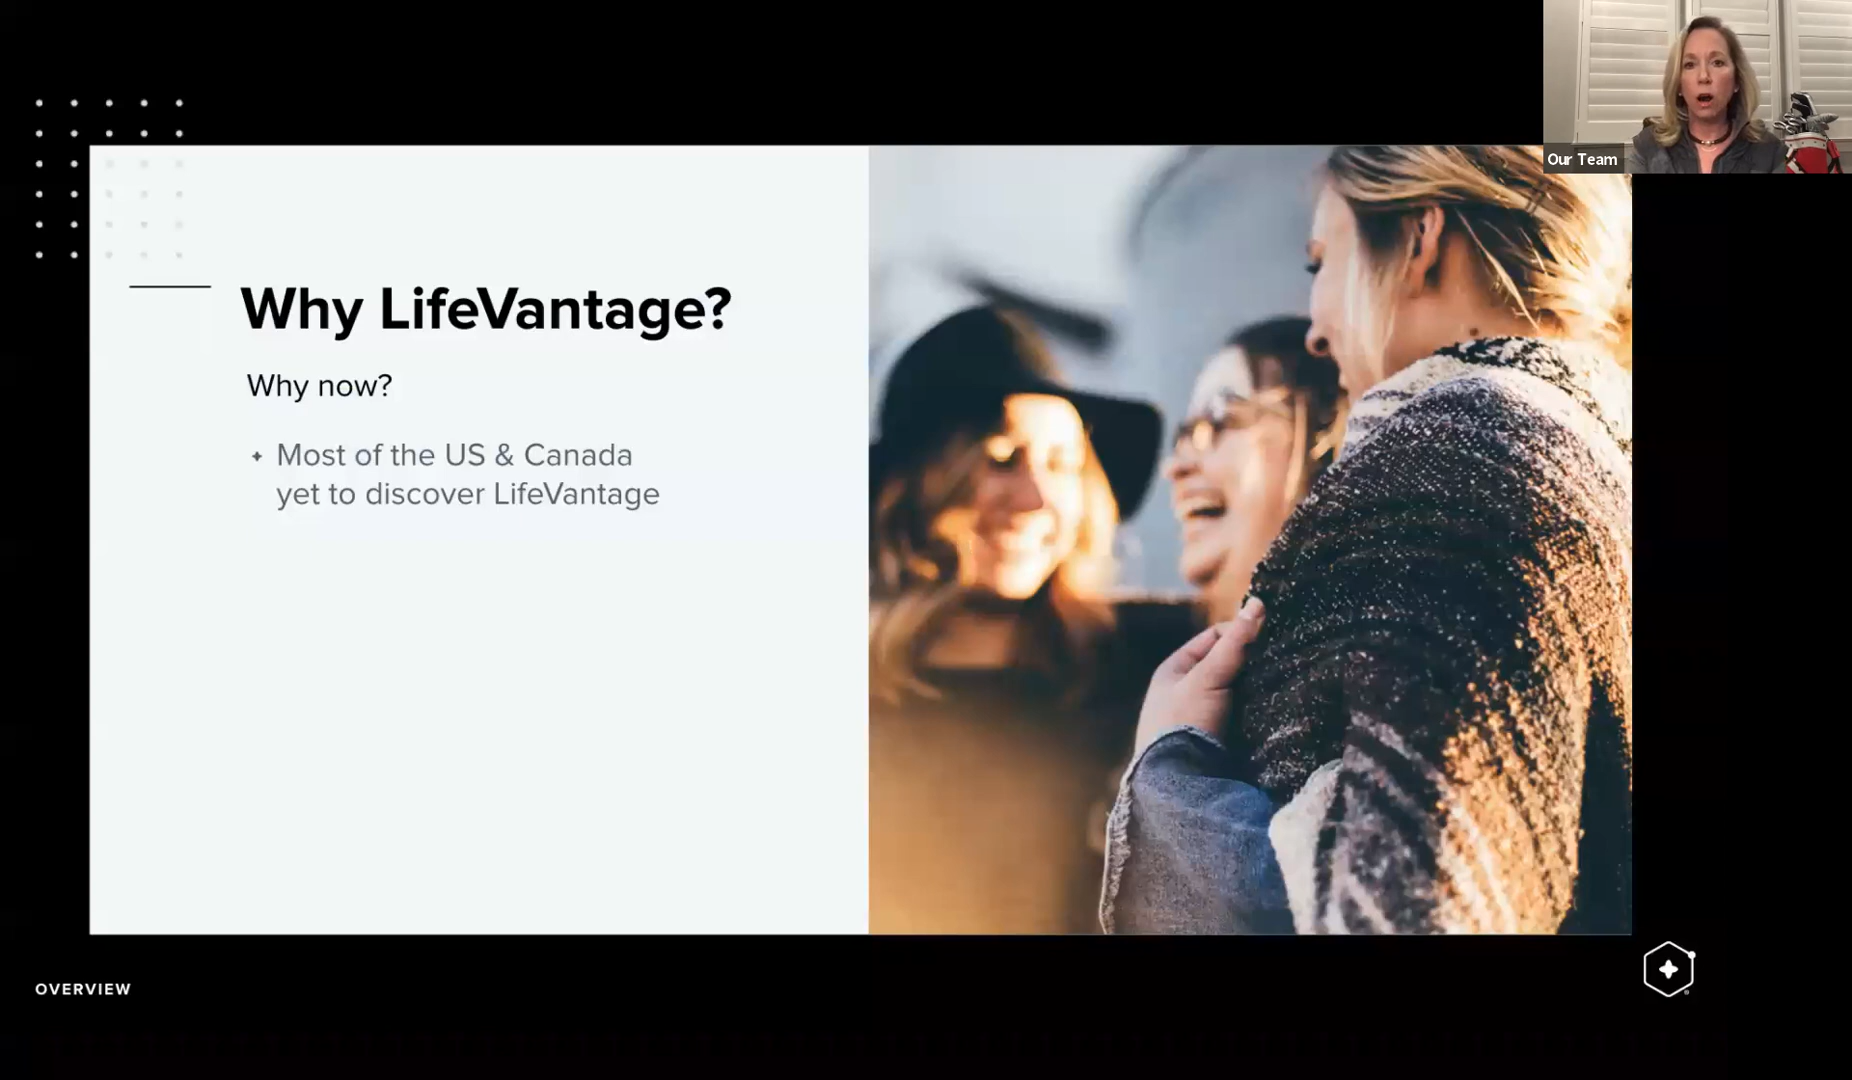 Our Team
Why LifeVantage?
Why now?
Most of the US & Canada
yet to discover LifeVantage
OVERVIEW